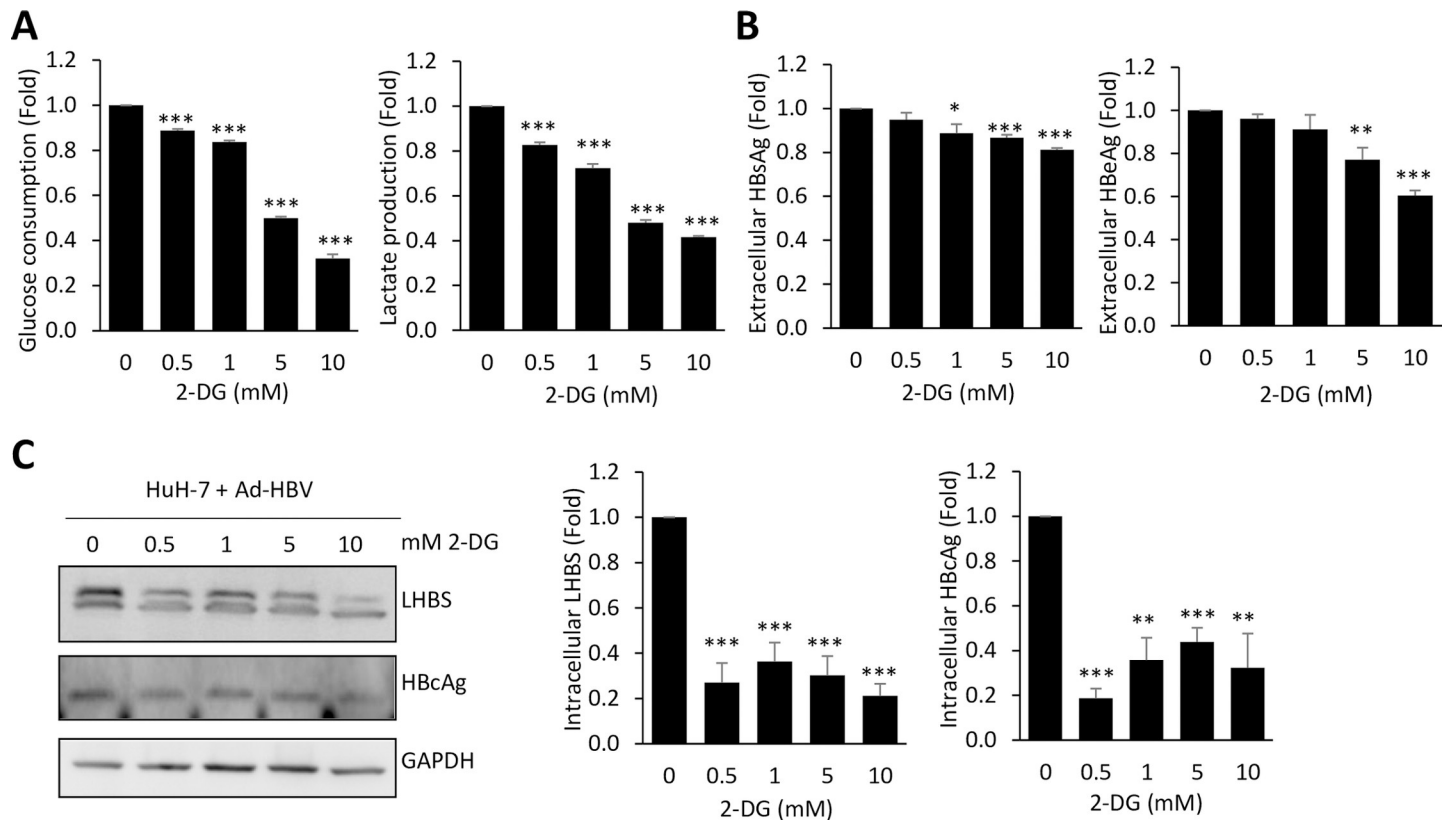 A
Glucose consumption (Fold)
1.2
1.0
0.8
0.6
0.4
0.2
0.0
*** *** *** ***
0 0.5 1 5 10
2-DG (mM)
Lactate production (Fold)
1.2
1.0
0.8
0.6
0.4
0.2
0.0
*** *** *** ***
0 0.5 1 5 10
2-DG (mM)
B
Extracellular HBsAg (Fold)
1.2
1.0
0.8
0.6
0.4
0.2
0.0
* *** ***
0 0.5 1 5 10
2-DG (mM)
Extracellular HBeAg (Fold)
1.2
1.0
0.8
0.6
0.4
0.2
0.0
** ***
0 0.5 1 5 10
2-DG (mM)
C
HuH-7 + Ad-HBV
0 0.5 1 5 10 mM 2-DG
LHBS
HBcAg
GAPDH
Intracellular LHBS (Fold)
1.2
1.0
0.8
0.6
0.4
0.2
0.0
*** *** *** ***
0 0.5 1 5 10
2-DG (mM)
Intracellular HBcAg (Fold)
1.2
1.0
0.8
0.6
0.4
0.2
0.0
*** ** *** **
0 0.5 1 5 10
2-DG (mM)